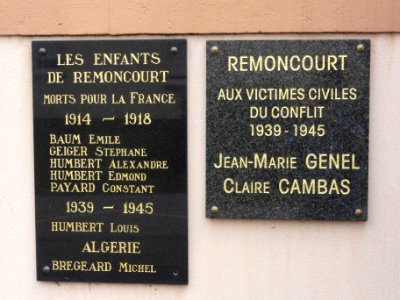 LES ENFANTS
DE REMONCOURT
MORTS POUR LA FRANCE
1914 – 1918
BAUM EMILE
GEIGER STEPHANE
HUMBERT ALEXANDRE
HUMBERT EDMOND
PAYARD CONSTANT
1939 – 1945
HUMBERT LOUIS
ALGERIE
BREGEARD MICHEL
REMONCOURT
AUX VICTIMES CIVILES
DU CONFLIT
1939 - 1945
JEAN-MARIE GENEL
CLAIRE CAMBAS